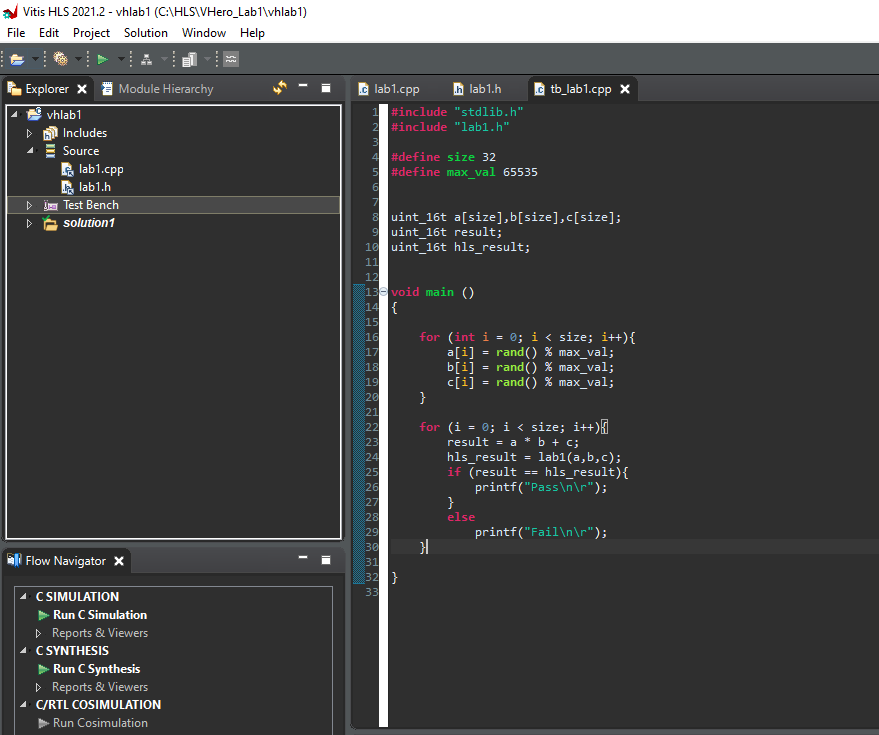 Vitis HLS 2021.2 - vhlab1 (C:\HLS\VHero_Lab1\vhlab1)
File Edit Project Solution Window Help
Explorer Module Hierarchy
vhlab1
Includes
Source
lab1.cpp
lab1.h
Test Bench
solution1
Flow Navigator
C SIMULATION
Run C Simulation
Reports & Viewers
C SYNTHESIS
Run C Synthesis
Reports & Viewers
C/RTL COSIMULATION
Run Cosimulation
lab1.cpp lab1.h tb_lab1.cpp
1 #include "stdlib.h"
2 #include "lab1.h"
3
4 #define size 32
5 #define max_val 65535
6
7
8 uint_16t a[size],b[size],c[size];
9 uint_16t result;
10 uint_16t hls_result;
11
12
13 void main ()
14 {
15
16 for (int i = 0; i < size; i++){
17 a[i] = rand() % max_val;
18 b[i] = rand() % max_val;
19 c[i] = rand() % max_val;
20 }
21
22 for (i = 0; i < size; i++){
23 result = a * b + c;
24 hls_result = lab1(a,b,c);
25 if (result == hls_result){
26 printf("Pass\n\r");
27 }
28 else
29 printf("Fail\n\r");
30 }
31
32 }
33